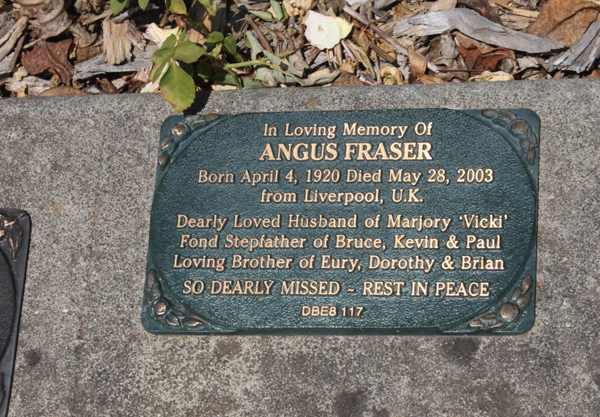 In Loving Memory Of
ANGUS FRASER
Born April 4, 1920 Died May 28, 2003
from Liverpool, U.K.
Dearly Loved Husband of Marjory 'Vicki'
Fond Stepfather of Bruce, Kevin & Paul
Loving Brother of Eury, Dorothy & Brian
SO DEARLY MISSED ~ REST IN PEACE
DBE8 117